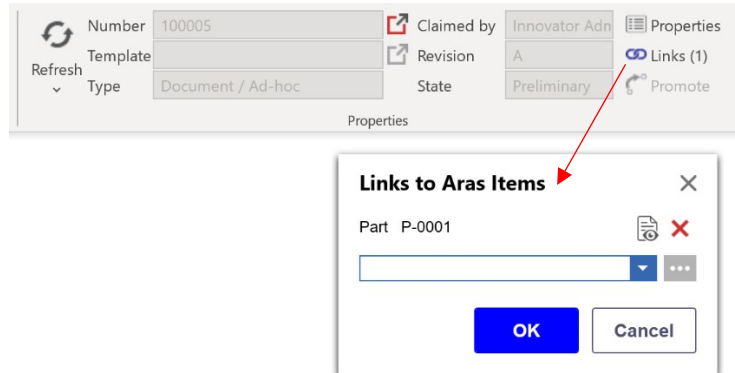 Number 100005 Claimed by Innovator Adn Properties
Refresh Template Revision A Links (1)
Type Document / Ad-hoc State Preliminary Promote
Properties
Links to Aras Items
Part P-0001
OK Cancel